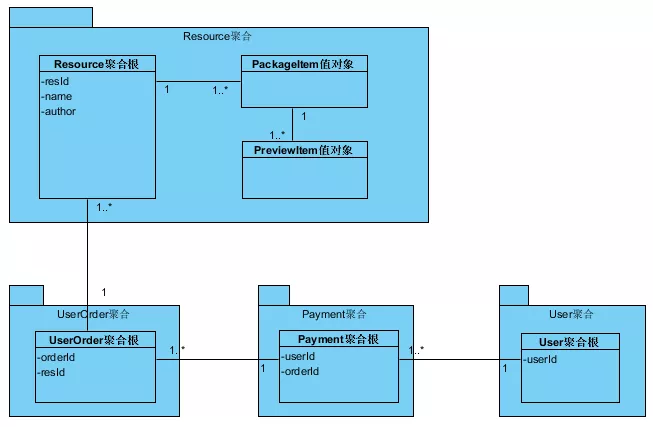 Resource聚合
Resource聚合根
-resId
-name
-author
1
1..*
PackageItem值对象
1
1..*
PreviewItem值对象
1..*
1
UserOrder聚合
UserOrder聚合根
-orderId
-resId
1..*
1
Payment聚合
Payment聚合根
-userId
-orderId
1..*
1
User聚合
User聚合根
-userId